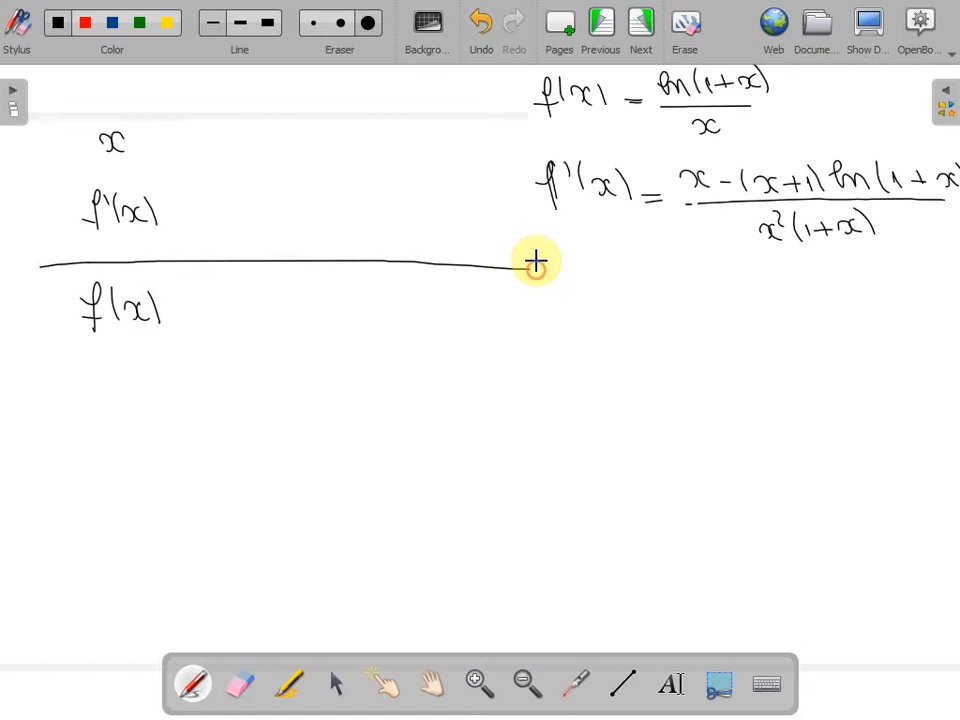 Stylus Color Line Eraser Backgro... Undo Redo Pages Previous Next Erase Web Docume... Show D... OpenBo...
f(x) = ln(1+x)/x
x
f'(x) = x-(x+1)ln(1+x)/x²(1+x)
f'(x)
f(x)
AI